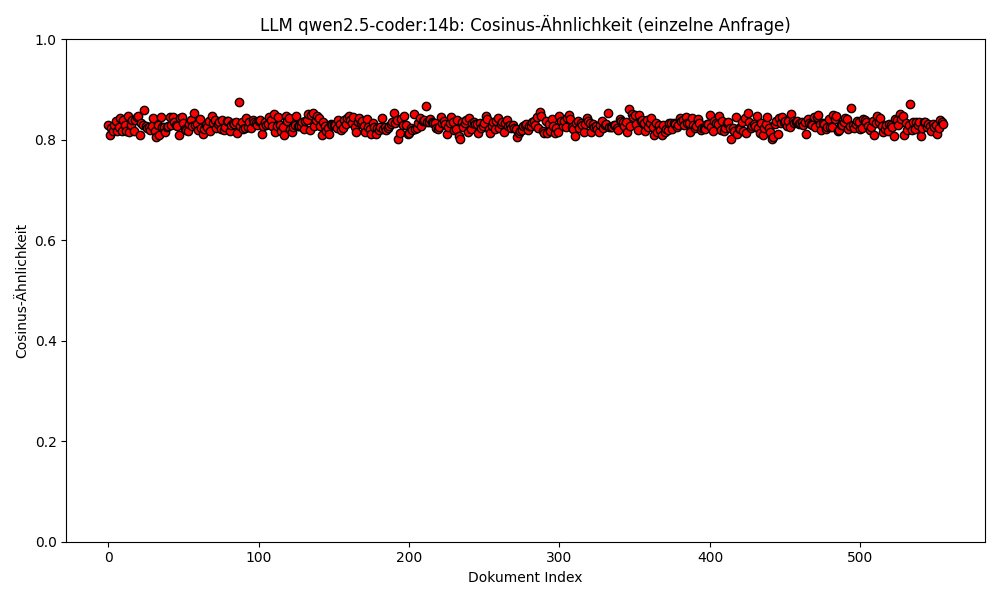 LLM qwen2.5-coder:14b: Cosinus-Ähnlichkeit (einzelne Anfrage)
1.0
0.8
0.6
0.4
0.2
0.0
Cosinus-Ähnlichkeit
0 100 200 300 400 500
Dokument Index